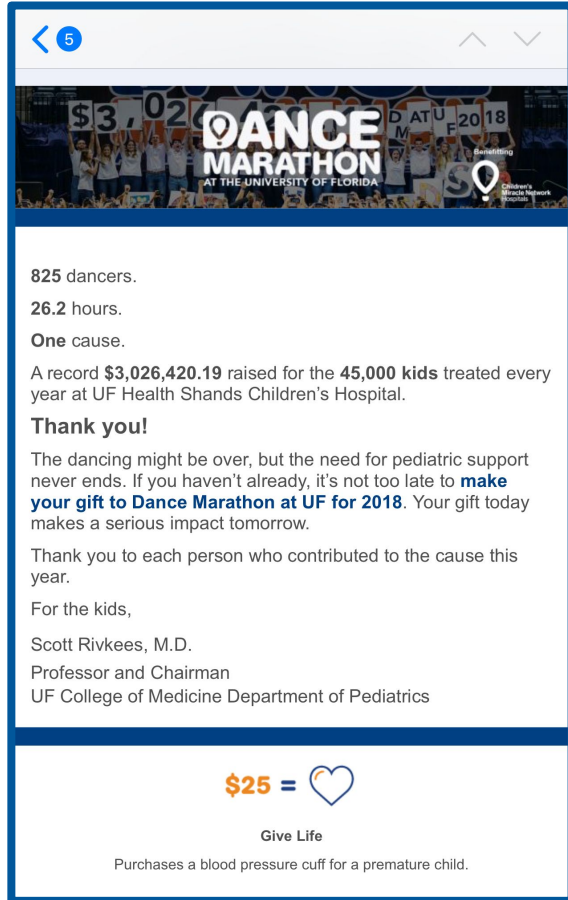 5
$3,026,4
DATU 2018
M F
DANCE
MARATHON
AT THE UNIVERSITY OF FLORIDA
Benefitting
Children's
Miracle Network
Hospitals
825 dancers.
26.2 hours.
One cause.
A record $3,026,420.19 raised for the 45,000 kids treated every
year at UF Health Shands Children’s Hospital.
Thank you!
The dancing might be over, but the need for pediatric support
never ends. If you haven’t already, it’s not too late to make
your gift to Dance Marathon at UF for 2018. Your gift today
makes a serious impact tomorrow.
Thank you to each person who contributed to the cause this
year.
For the kids,
Scott Rivkees, M.D.
Professor and Chairman
UF College of Medicine Department of Pediatrics
$25 =
Give Life
Purchases a blood pressure cuff for a premature child.